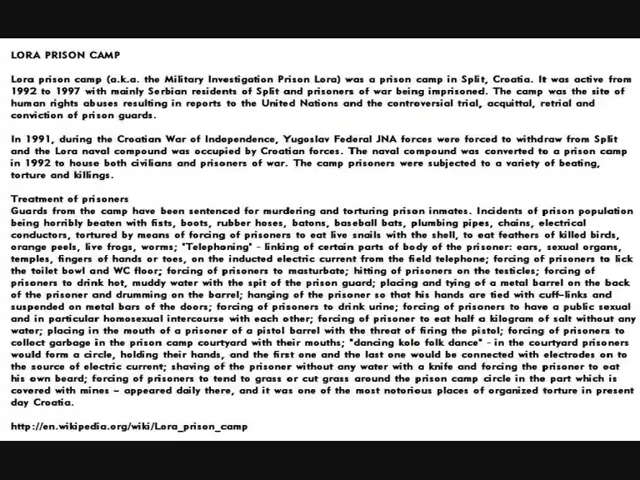 LORA PRISON CAMP
Lora prison camp (a.k.a. the Military Investigation Prison Lora) was a prison camp in Split, Croatia. It was active from
1992 to 1997 with mainly Serbian residents of Split and prisoners of war being imprisoned. The camp was the site of
human rights abuses resulting in reports to the United Nations and the controversial trial, acquittal, retrial and
conviction of prison guards.
In 1991, during the Croatian War of Independence, Yugoslav Federal JNA forces were forced to withdraw from Split
and the Lora naval compound was occupied by Croatian forces. The naval compound was converted to a prison camp
in 1992 to house both civilians and prisoners of war. The camp prisoners were subjected to a variety of beating,
torture and killings.
Treatment of prisoners
Guards from the camp have been sentenced for murdering and torturing prison inmates. Incidents of prison population
being horribly beaten with fists, boots, rubber hoses, batons, baseball bats, plumbing pipes, chains, electrical
conductors, tortured by means of forcing of prisoners to eat live snails with the shell, to eat feathers of killed birds,
orange peels, live frogs, worms; "Telephoning" - linking of certain parts of body of the prisoner: ears, sexual organs,
temples, fingers of hands or toes, on the inducted electric current from the field telephone; forcing of prisoners to lick
the toilet bowl and WC floor; forcing of prisoners to masturbate; hitting of prisoners on the testicles; forcing of
prisoners to drink hot, muddy water with the spit of the prison guard; placing and tying of a metal barrel on the back
of the prisoner and drumming on the barrel; hanging of the prisoner so that his hands are tied with cuff-links and
suspended on metal bars of the doors; forcing of prisoners to drink urine; forcing of prisoners to have a public sexual
and in particular homosexual intercourse with each other; forcing of prisoner to eat half a kilogram of salt without any
water; placing in the mouth of a prisoner of a pistol barrel with the threat of firing the pistol; forcing of prisoners to
collect garbage in the prison camp courtyard with their mouths; "dancing kolo folk dance" - in the courtyard prisoners
would form a circle, holding their hands, and the first one and the last one would be connected with electrodes on to
the source of electric current; shaving of the prisoner without any water with a knife and forcing the prisoner to eat
his own beard; forcing of prisoners to tend to grass or cut grass around the prison camp circle in the part which is
covered with mines – appeared daily there, and it was one of the most notorious places of organized torture in present
day Croatia.
http://en.wikipedia.org/wiki/Lora_prison_camp